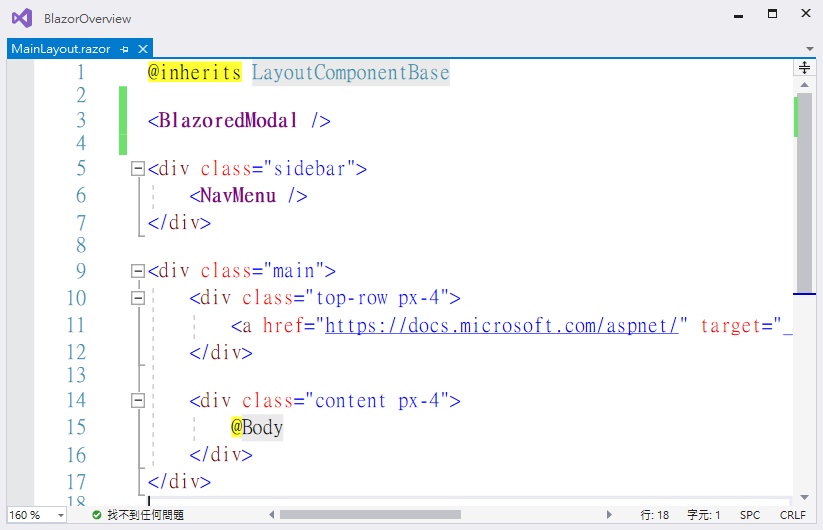 BlazorOverview
MainLayout.razor
1 @inherits LayoutComponentBase
2
3 <BlazoredModal />
4
5 <div class="sidebar">
6     <NavMenu />
7 </div>
8
9 <div class="main">
10     <div class="top-row px-4">
11         <a href="https://docs.microsoft.com/aspnet/" target="_
12     </div>
13
14     <div class="content px-4">
15         @Body
16     </div>
17 </div>
18
160 % 找不到任何問題 行: 18 字元: 1 SPC CRLF